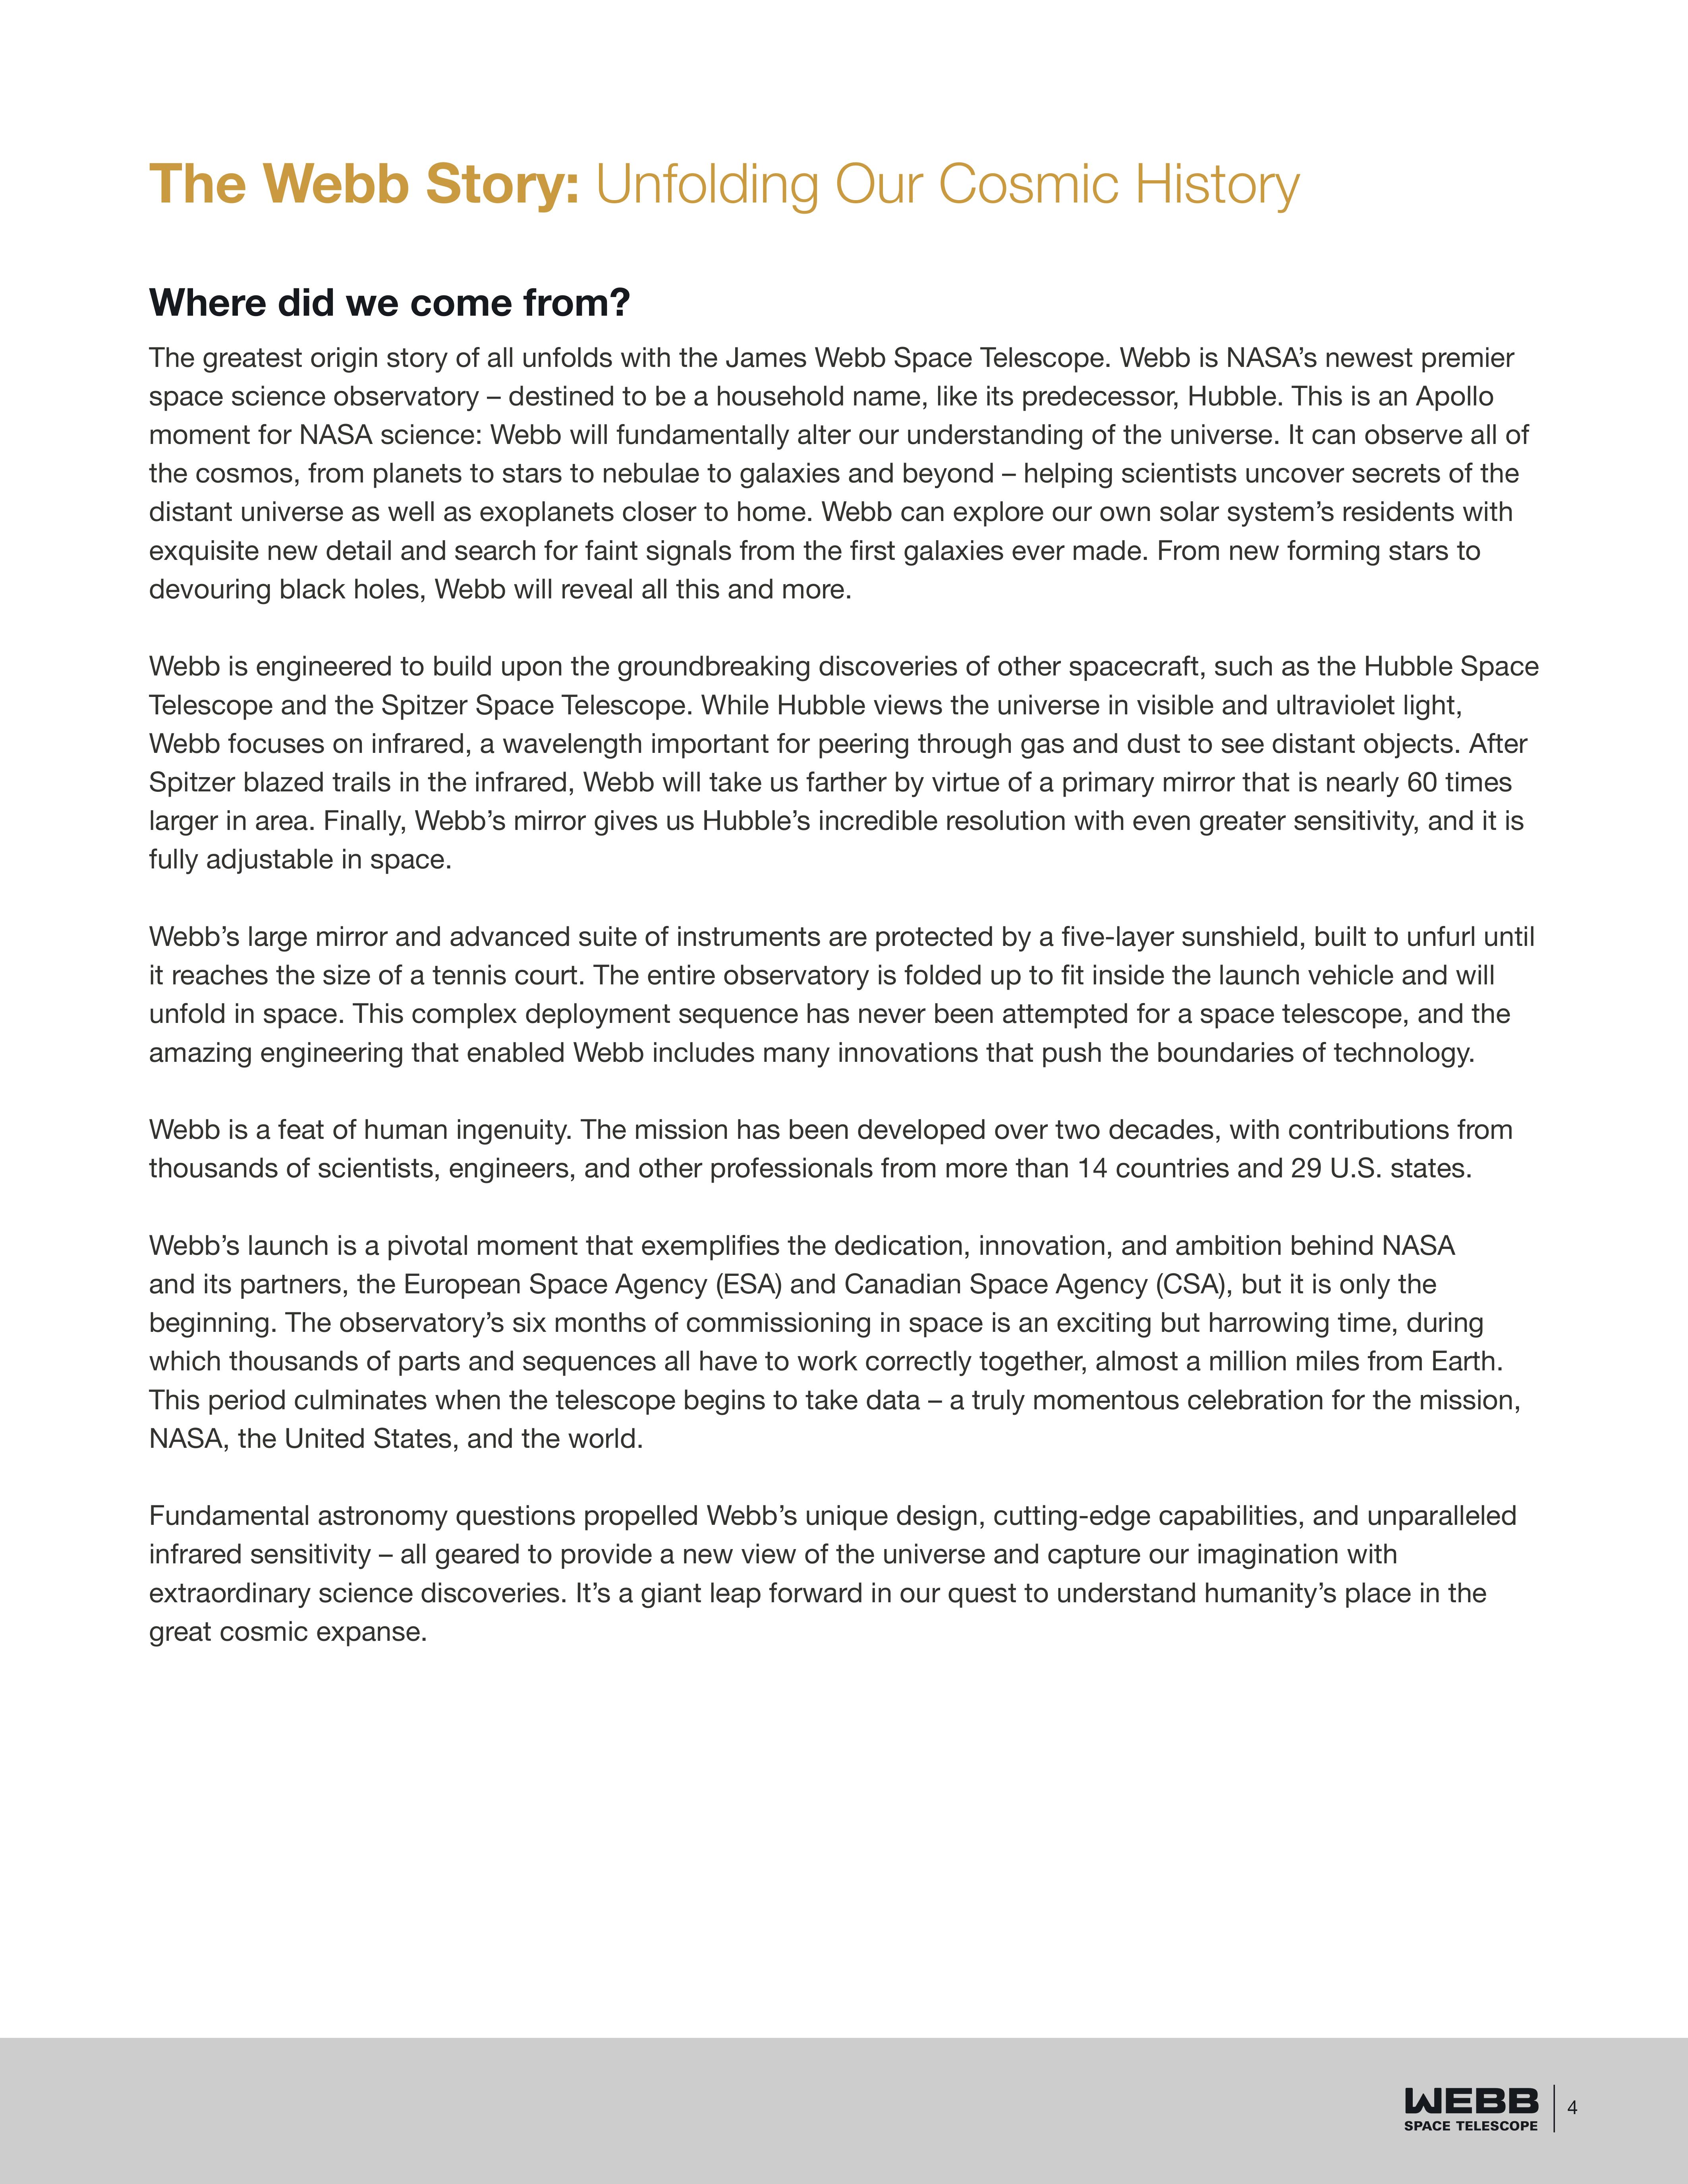 The Webb Story: Unfolding Our Cosmic History
Where did we come from?
The greatest origin story of all unfolds with the James Webb Space Telescope. Webb is NASA’s newest premier
space science observatory – destined to be a household name, like its predecessor, Hubble. This is an Apollo
moment for NASA science: Webb will fundamentally alter our understanding of the universe. It can observe all of
the cosmos, from planets to stars to nebulae to galaxies and beyond – helping scientists uncover secrets of the
distant universe as well as exoplanets closer to home. Webb can explore our own solar system’s residents with
exquisite new detail and search for faint signals from the first galaxies ever made. From new forming stars to
devouring black holes, Webb will reveal all this and more.
Webb is engineered to build upon the groundbreaking discoveries of other spacecraft, such as the Hubble Space
Telescope and the Spitzer Space Telescope. While Hubble views the universe in visible and ultraviolet light,
Webb focuses on infrared, a wavelength important for peering through gas and dust to see distant objects. After
Spitzer blazed trails in the infrared, Webb will take us farther by virtue of a primary mirror that is nearly 60 times
larger in area. Finally, Webb’s mirror gives us Hubble’s incredible resolution with even greater sensitivity, and it is
fully adjustable in space.
Webb’s large mirror and advanced suite of instruments are protected by a five-layer sunshield, built to unfurl until
it reaches the size of a tennis court. The entire observatory is folded up to fit inside the launch vehicle and will
unfold in space. This complex deployment sequence has never been attempted for a space telescope, and the
amazing engineering that enabled Webb includes many innovations that push the boundaries of technology.
Webb is a feat of human ingenuity. The mission has been developed over two decades, with contributions from
thousands of scientists, engineers, and other professionals from more than 14 countries and 29 U.S. states.
Webb’s launch is a pivotal moment that exemplifies the dedication, innovation, and ambition behind NASA
and its partners, the European Space Agency (ESA) and Canadian Space Agency (CSA), but it is only the
beginning. The observatory’s six months of commissioning in space is an exciting but harrowing time, during
which thousands of parts and sequences all have to work correctly together, almost a million miles from Earth.
This period culminates when the telescope begins to take data – a truly momentous celebration for the mission,
NASA, the United States, and the world.
Fundamental astronomy questions propelled Webb’s unique design, cutting-edge capabilities, and unparalleled
infrared sensitivity – all geared to provide a new view of the universe and capture our imagination with
extraordinary science discoveries. It’s a giant leap forward in our quest to understand humanity’s place in the
great cosmic expanse.
WEBB
SPACE TELESCOPE
4